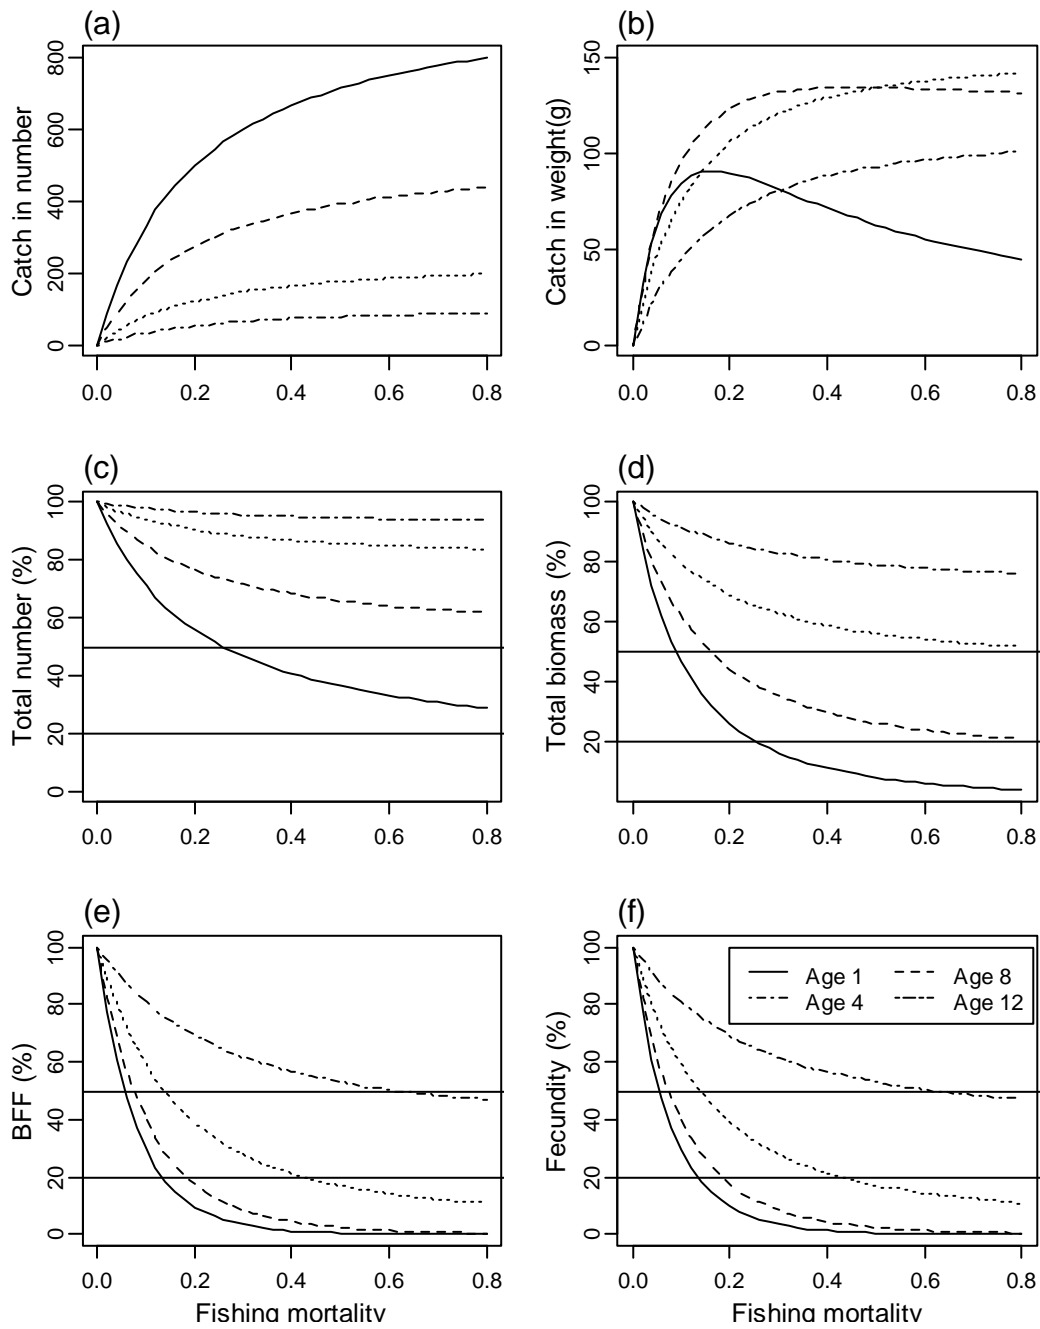 (a)
Catch in number
0 200 400 600 800
0.0 0.2 0.4 0.6 0.8
(b)
Catch in weight(g)
0 50 100 150
0.0 0.2 0.4 0.6 0.8
(c)
Total number (%)
0 20 40 60 80 100
0.0 0.2 0.4 0.6 0.8
(d)
Total biomass (%)
20 40 60 80 100
0.0 0.2 0.4 0.6 0.8
(e)
BFF (%)
0 20 40 60 80 100
0.0 0.2 0.4 0.6 0.8
Fishing mortality
(f)
Fecundity (%)
0 20 40 60 80 100
Age 1 Age 8
Age 4 Age 12
0.0 0.2 0.4 0.6 0.8
Fishing mortality